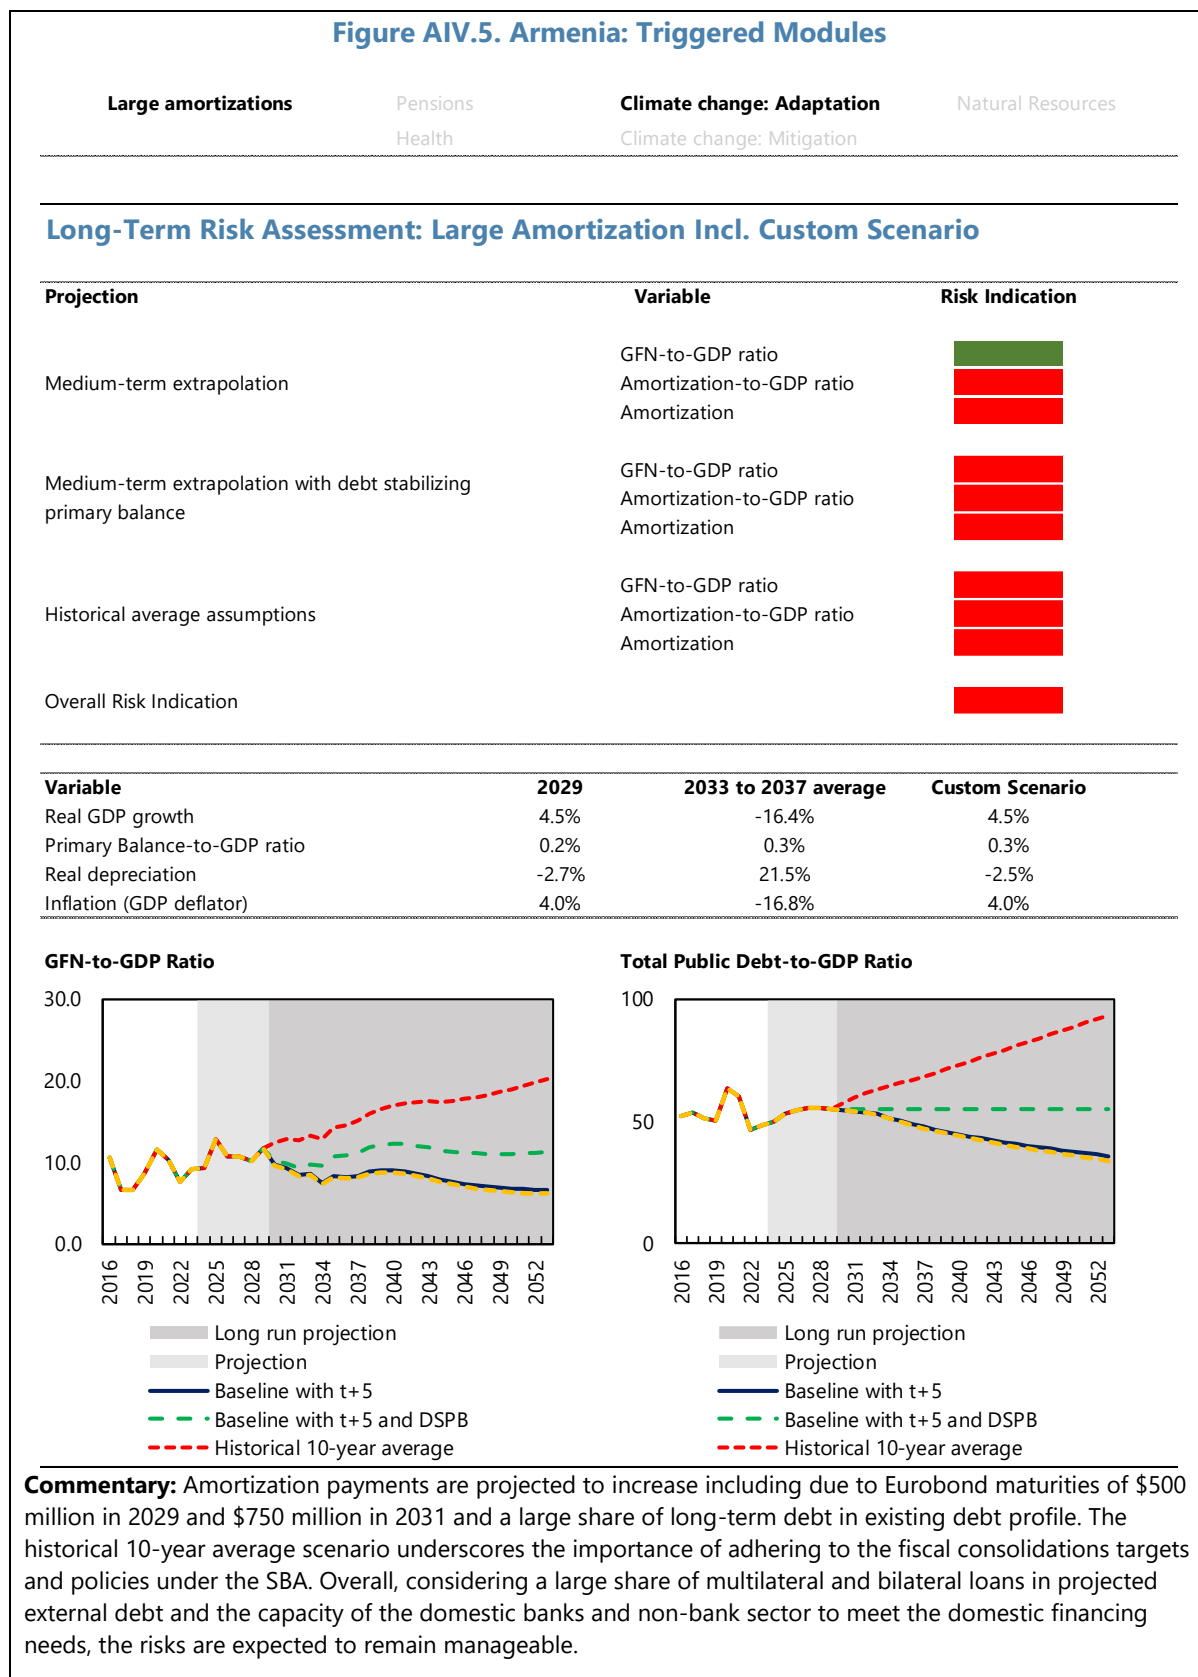 Figure AIV.5. Armenia: Triggered Modules
Large amortizations Pensions Climate change: Adaptation Natural Resources
Health Climate change: Mitigation
Long-Term Risk Assessment: Large Amortization Incl. Custom Scenario
Projection Variable Risk Indication
GFN-to-GDP ratio
Medium-term extrapolation Amortization-to-GDP ratio
Amortization
GFN-to-GDP ratio
Medium-term extrapolation with debt stabilizing
primary balance
Amortization-to-GDP ratio
Amortization
GFN-to-GDP ratio
Historical average assumptions Amortization-to-GDP ratio
Amortization
Overall Risk Indication
Variable 2029 2033 to 2037 average Custom Scenario
Real GDP growth 4.5% -16.4% 4.5%
Primary Balance-to-GDP ratio 0.2% 0.3% 0.3%
Real depreciation -2.7% 21.5% -2.5%
Inflation (GDP deflator) 4.0% -16.8% 4.0%
GFN-to-GDP Ratio
30.0
20.0
10.0
0.0
2016 2019 2022 2025 2028 2031 2034 2037 2040 2043 2046 2049 2052
Long run projection
Projection
Baseline with t+5
Baseline with t+5 and DSPB
Historical 10-year average
Total Public Debt-to-GDP Ratio
100
50
0
2016 2019 2022 2025 2028 2031 2034 2037 2040 2043 2046 2049 2052
Long run projection
Projection
Baseline with t+5
Baseline with t+5 and DSPB
Historical 10-year average
Commentary: Amortization payments are projected to increase including due to Eurobond maturities of $500
million in 2029 and $750 million in 2031 and a large share of long-term debt in existing debt profile. The
historical 10-year average scenario underscores the importance of adhering to the fiscal consolidations targets
and policies under the SBA. Overall, considering a large share of multilateral and bilateral loans in projected
external debt and the capacity of the domestic banks and non-bank sector to meet the domestic financing
needs, the risks are expected to remain manageable.